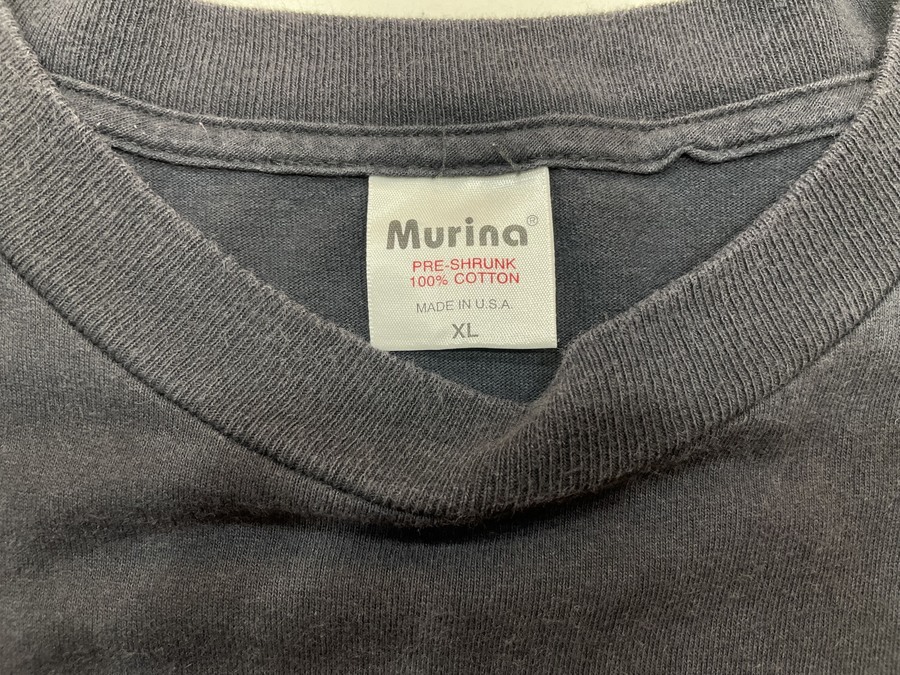 Murina®
PRE-SHRUNK
100% COTTON
MADE IN U.S.A.
XL